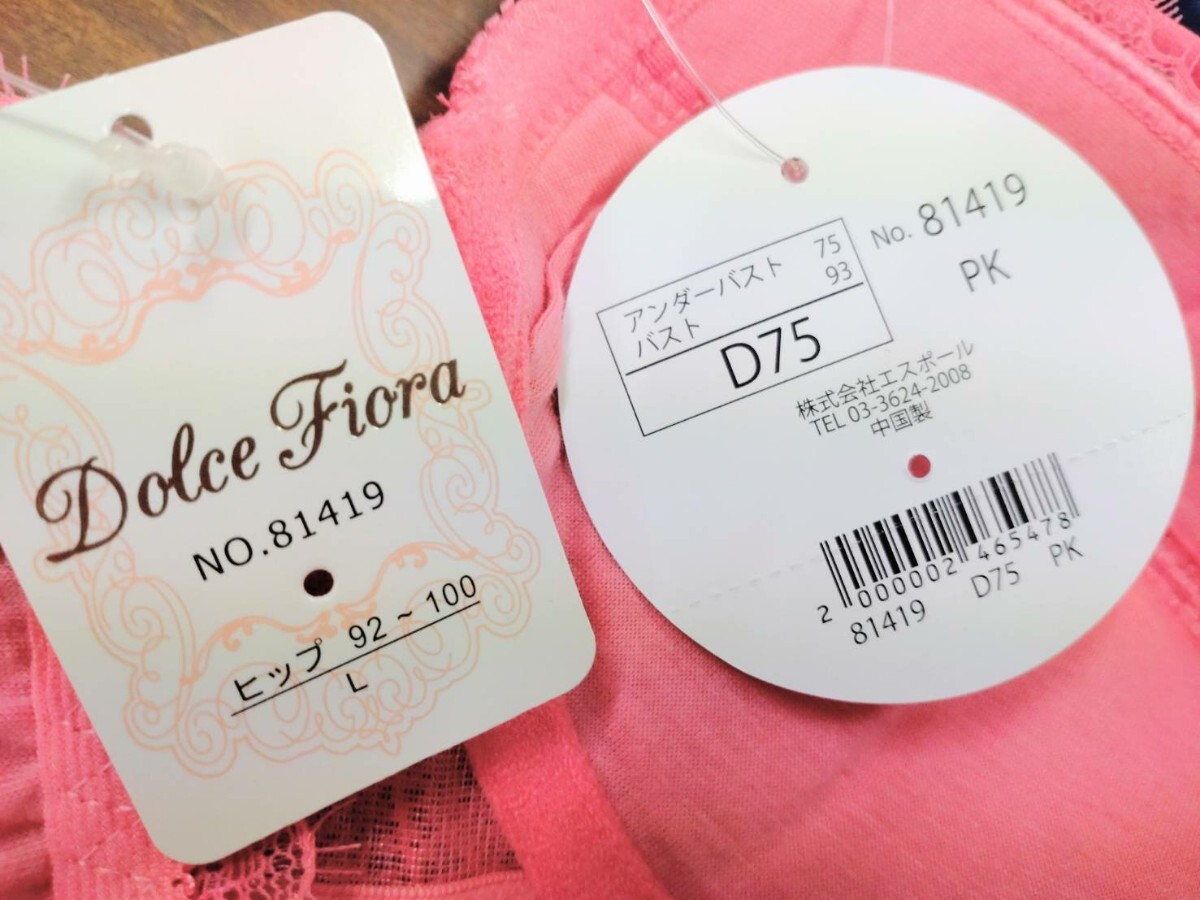 Dolce Fiora
NO.81419
ヒップ 92~100
L
No. 81419
PK
アンダーバスト 75
バスト 93
D75
株式会社エスポール
TEL 03-3624-2008
中国製
2 000002 465478
81419 D75 PK